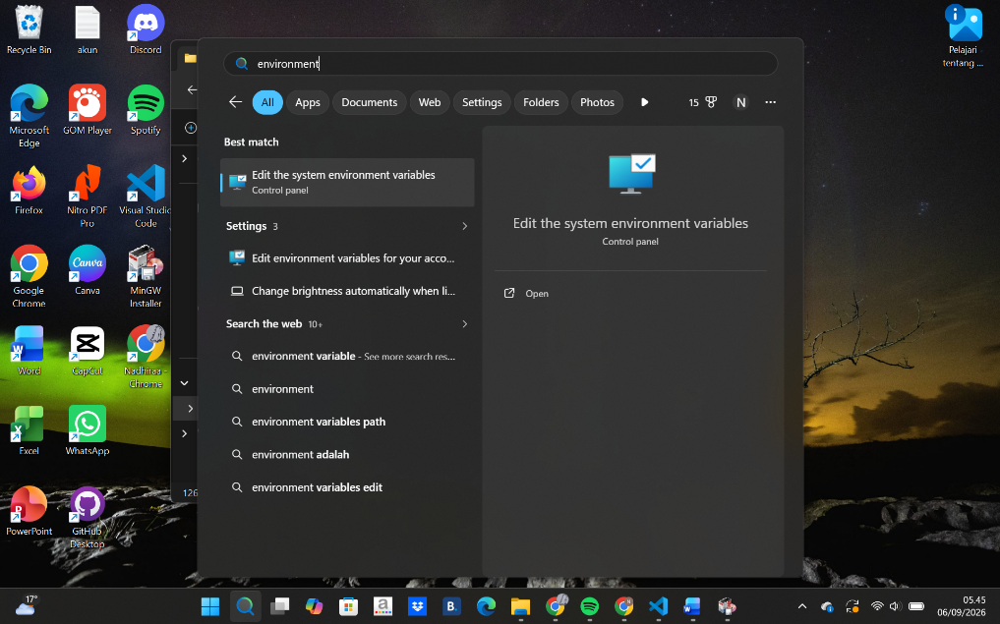 Recycle Bin
akun
Discord
Microsoft
Edge
GOM Player
Spotify
Firefox
Nitro PDF
Pro
Visual Studio
Code
Google
Chrome
Canva
Canva
MinGW
Installer
Word
CapCut
Nadhiraa -
Chrome
Excel
WhatsApp
PowerPoint
GitHub
Desktop
Pelajari
tentang ...
environment
All
Apps
Documents
Web
Settings
Folders
Photos
15
N
Best match
Edit the system environment variables
Control panel
Settings 3
Edit environment variables for your acco...
Change brightness automatically when li...
Search the web 10+
environment variable - See more search res...
environment
environment variables path
environment adalah
environment variables edit
Edit the system environment variables
Control panel
Open
126
17°
05.45
06/09/2026